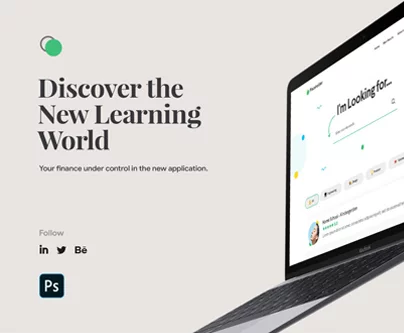 Discover the
New Learning
World
Your finance under control in the new application.
Follow
in
Bē
Ps
I'm Looking for...